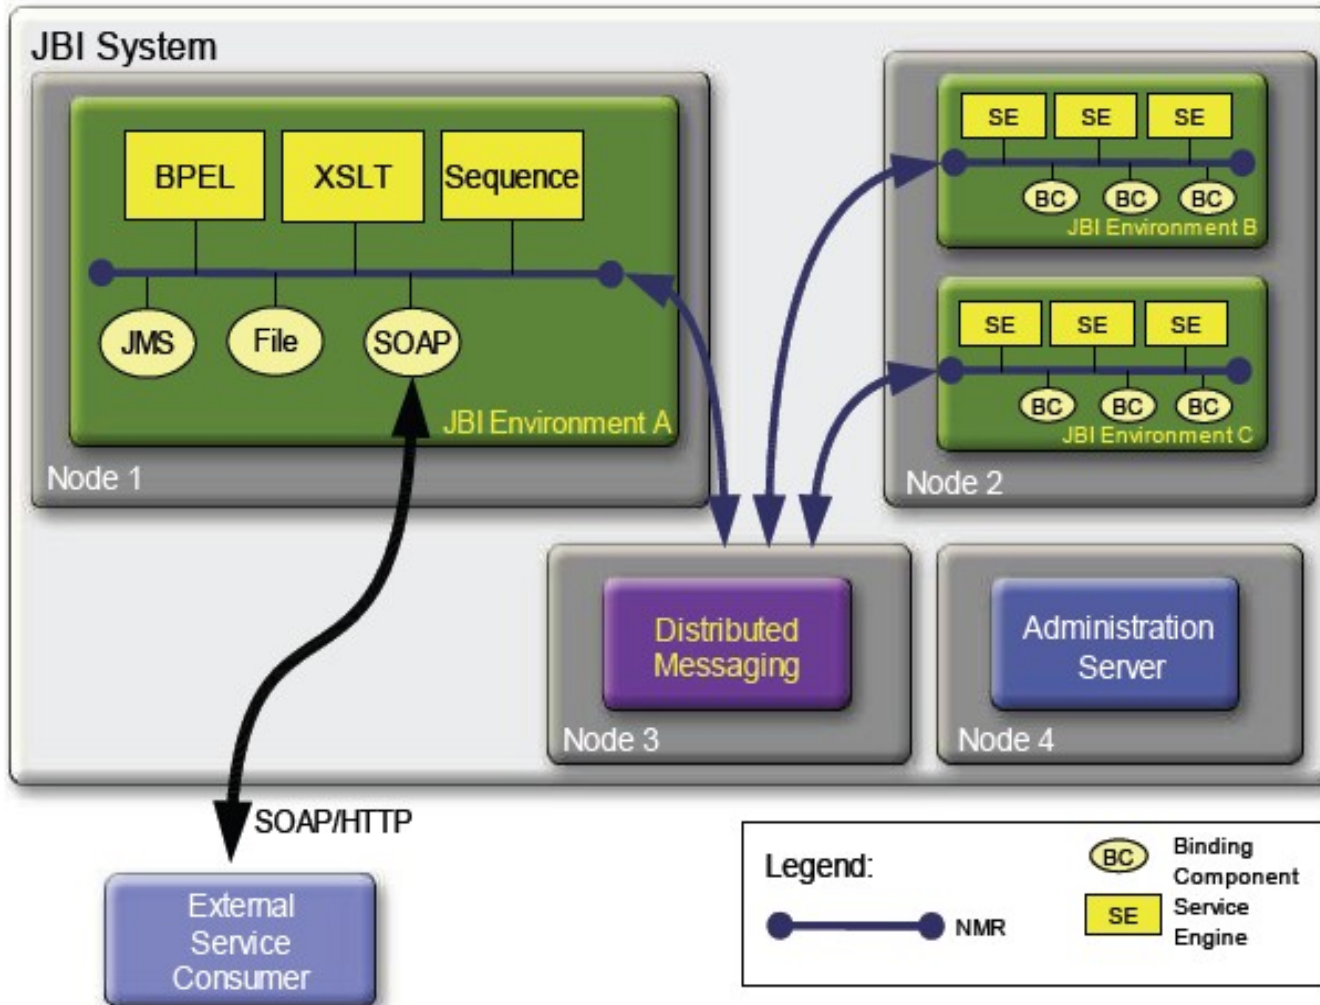 JBI System
BPEL
XSLT
Sequence
JMS
File
SOAP
JBI Environment A
Node 1
SE
SE
SE
BC
BC
BC
JBI Environment B
SE
SE
SE
BC
BC
BC
JBI Environment C
Node 2
Distributed
Messaging
Node 3
Administration
Server
Node 4
SOAP/HTTP
External
Service
Consumer
Legend:
NMR
BC
Binding
Component
SE
Service
Engine